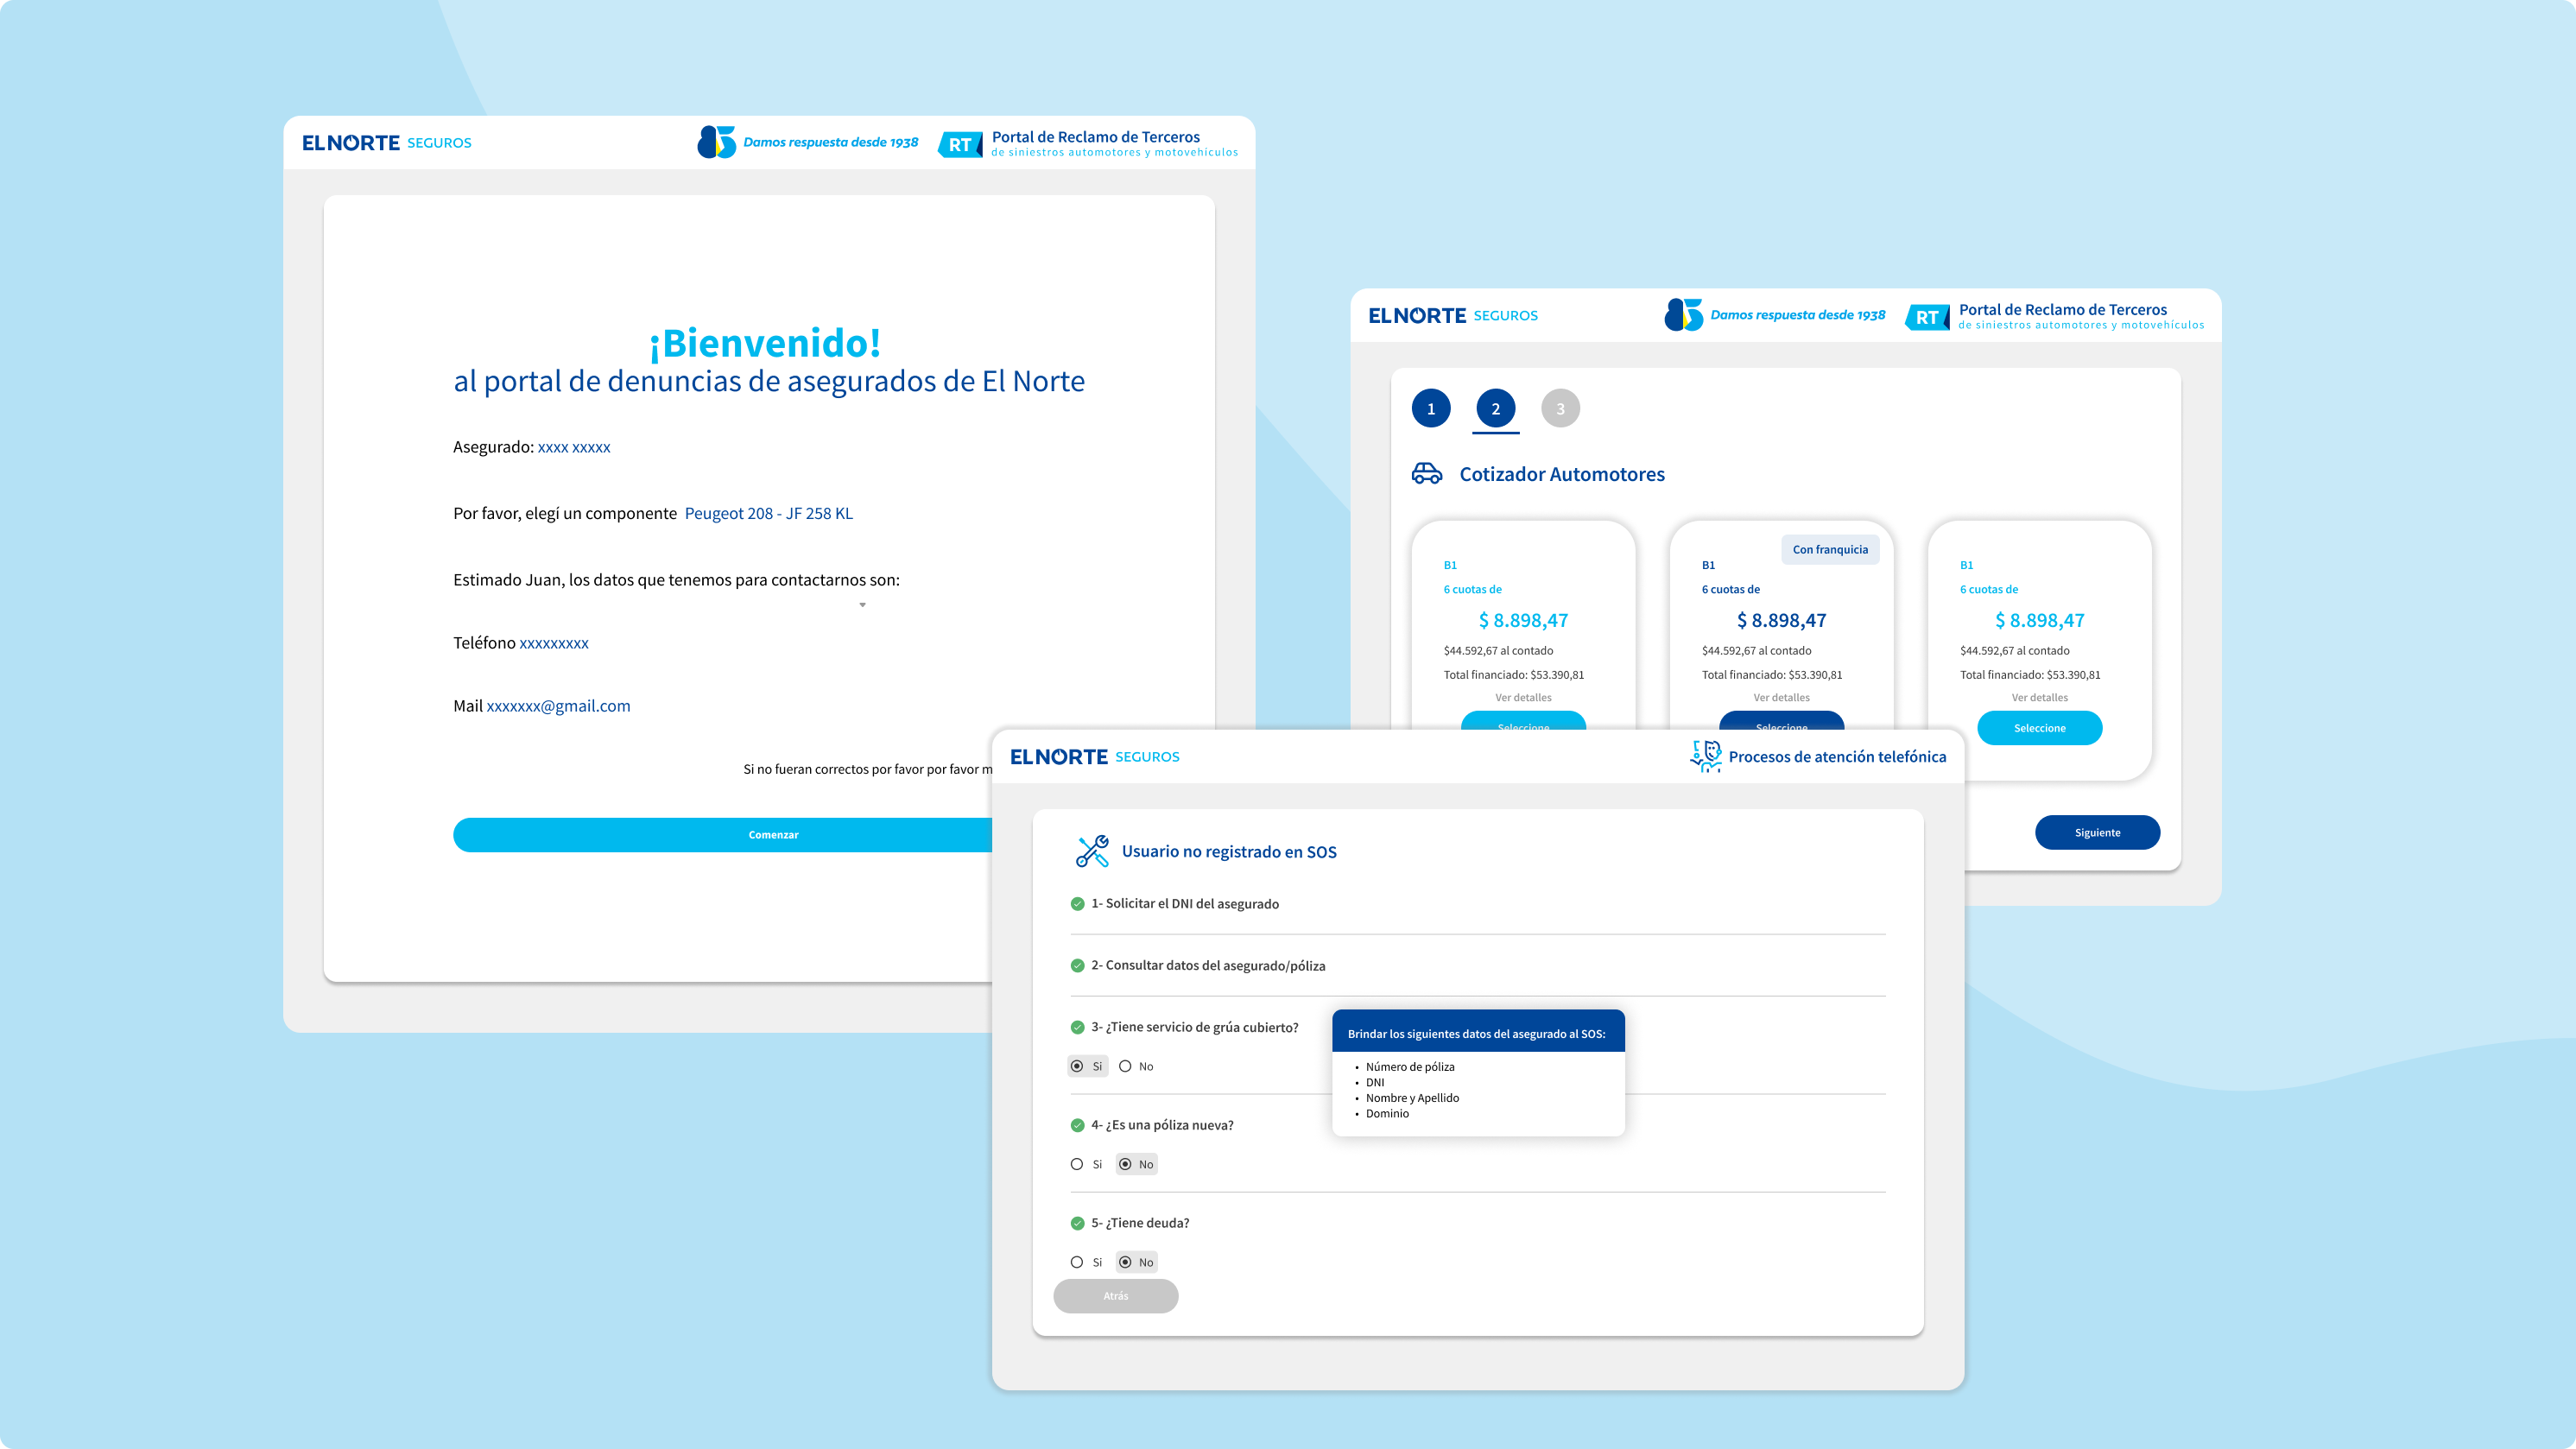 ELNORTE SEGUROS
85 Damos respuesta desde 1938
RT Portal de Reclamo de Terceros
de siniestros automotores y motovehículos
¡Bienvenido!
al portal de denuncias de asegurados de El Norte
Asegurado: xxxx xxxxx
Por favor, elegí un componente Peugeot 208 - JF 258 KL
Estimado Juan, los datos que tenemos para contactarnos son:
Teléfono xxxxxxxxx
Mail xxxxxxx@gmail.com
Si no fueran correctos por favor por favor m
Comenzar
ELNORTE SEGUROS
85 Damos respuesta desde 1938
RT Portal de Reclamo de Terceros
de siniestros automotores y motovehículos
1 2 3
Cotizador Automotores
B1
6 cuotas de
$ 8.898,47
$44.592,67 al contado
Total financiado: $53.390,81
Ver detalles
Seleccione
Con franquicia
B1
6 cuotas de
$ 8.898,47
$44.592,67 al contado
Total financiado: $53.390,81
Ver detalles
Seleccione
B1
6 cuotas de
$ 8.898,47
$44.592,67 al contado
Total financiado: $53.390,81
Ver detalles
Seleccione
Siguiente
ELNORTE SEGUROS
Procesos de atención telefónica
Usuario no registrado en SOS
1- Solicitar el DNI del asegurado
2- Consultar datos del asegurado/póliza
3- ¿Tiene servicio de grúa cubierto?
Si No
4- ¿Es una póliza nueva?
Si No
5- ¿Tiene deuda?
Si No
Atrás
Brindar los siguientes datos del asegurado al SOS:
• Número de póliza
• DNI
• Nombre y Apellido
• Dominio